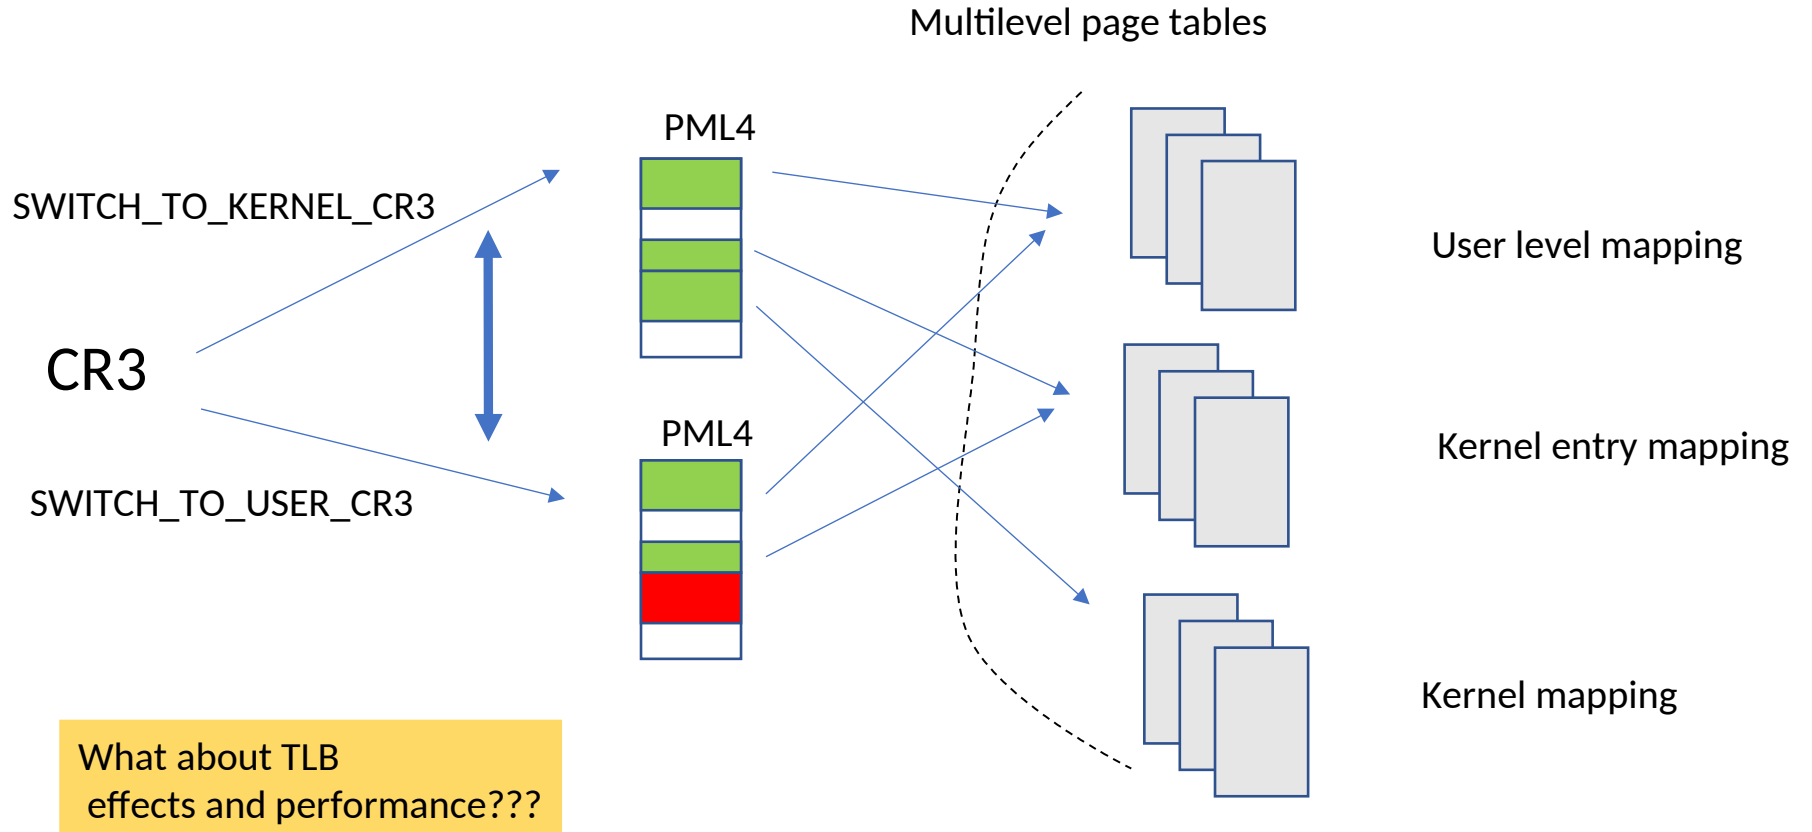 Multilevel page tables
PML4
SWITCH_TO_KERNEL_CR3
User level mapping
CR3
PML4
Kernel entry mapping
SWITCH_TO_USER_CR3
Kernel mapping
What about TLB
effects and performance???